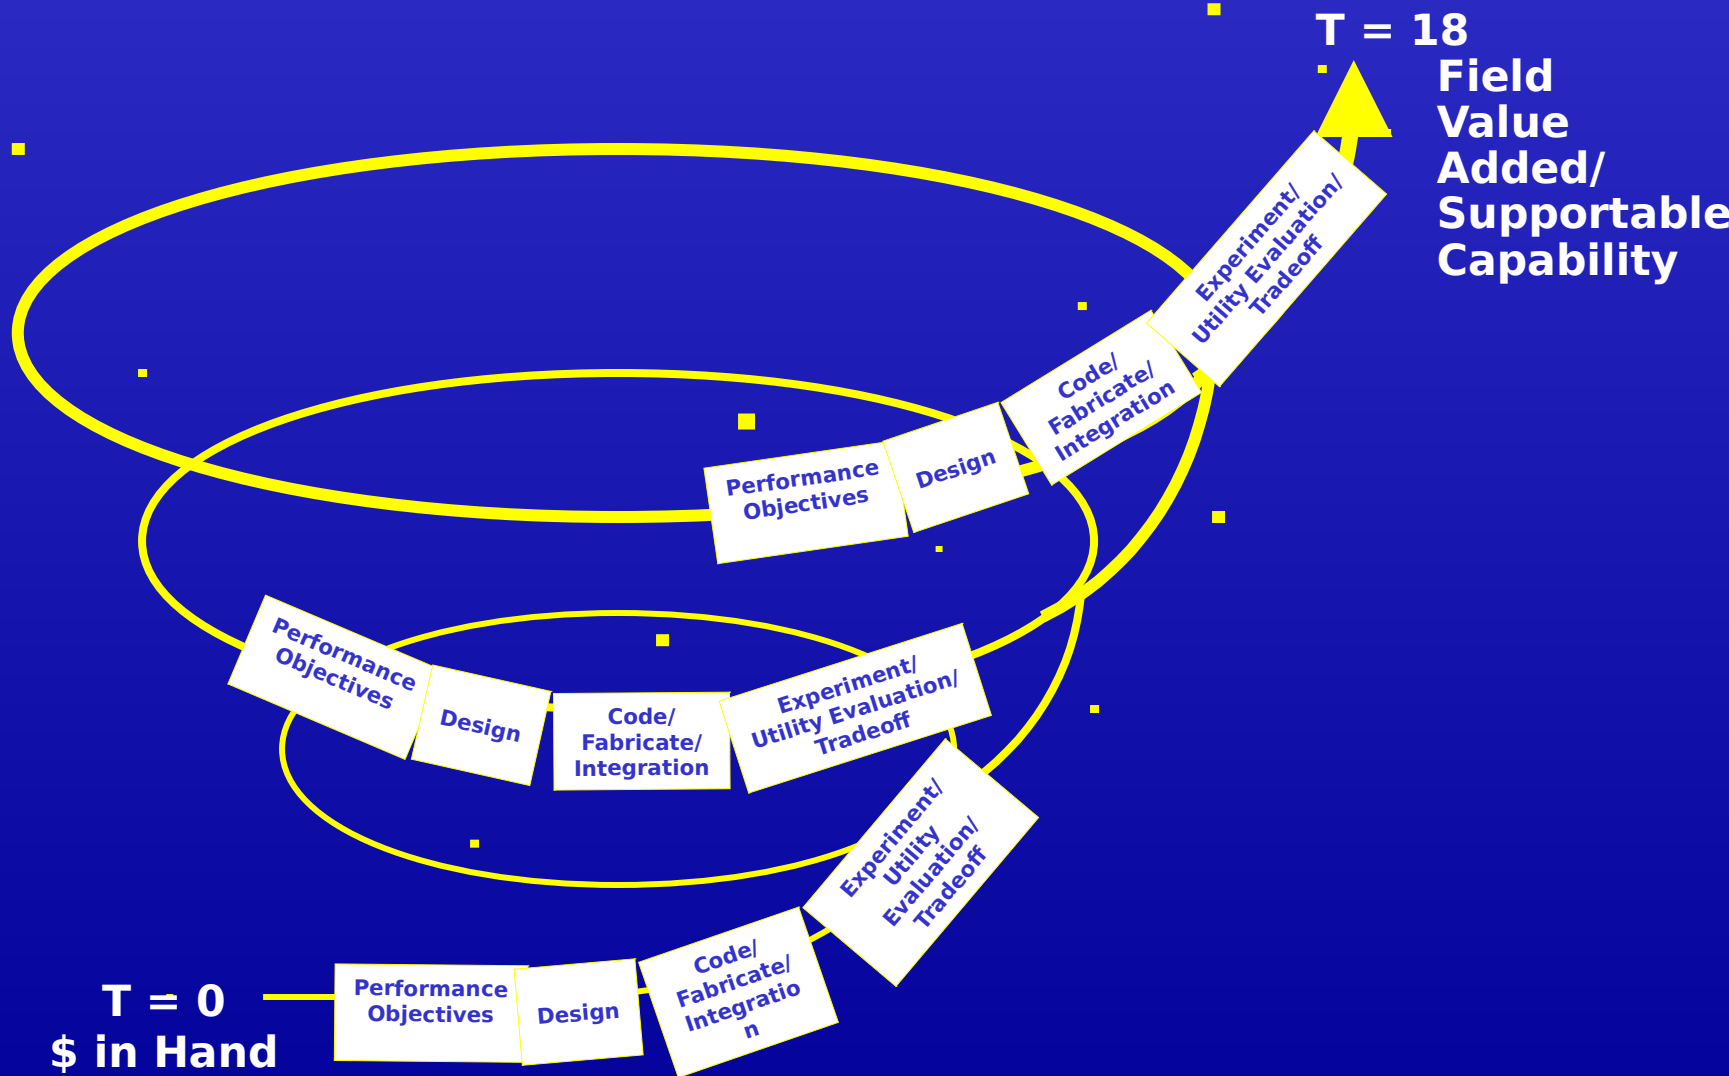 T = 18
Field
Value
Added/
Supportable
Capability
Experiment/
Utility Evaluation/
Tradeoff
Code/
Fabricate/
Integration
Design
Performance
Objectives
Performance
Objectives
Design
Code/
Fabricate/
Integration
Experiment/
Utility Evaluation/
Tradeoff
Experiment/
Utility
Evaluation/
Tradeoff
Code/
Fabricate/
Integratio
n
Design
Performance
Objectives
T = 0
$ in Hand